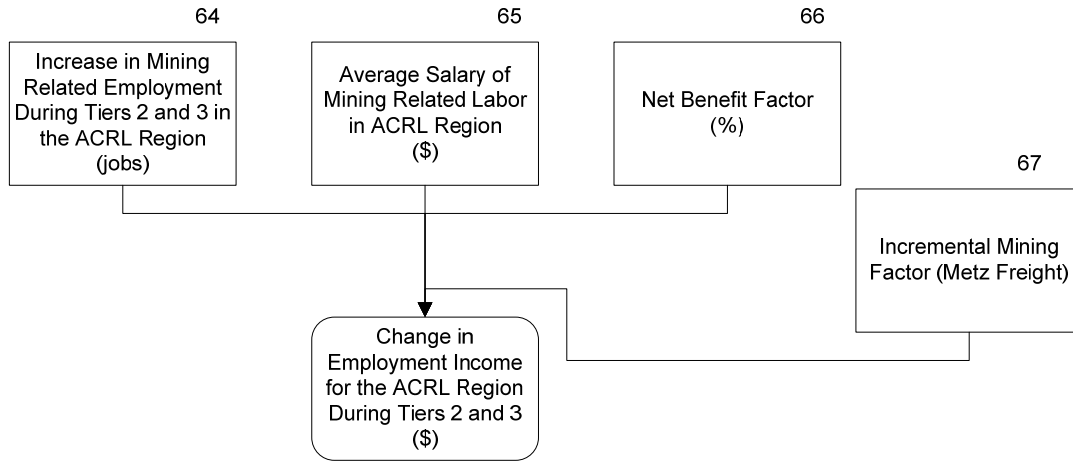 64
Increase in Mining
Related Employment
During Tiers 2 and 3 in
the ACRL Region
(jobs)
65
Average Salary of
Mining Related Labor
in ACRL Region
($)
66
Net Benefit Factor
(%)
67
Incremental Mining
Factor (Metz Freight)
Change in
Employment Income
for the ACRL Region
During Tiers 2 and 3
($)